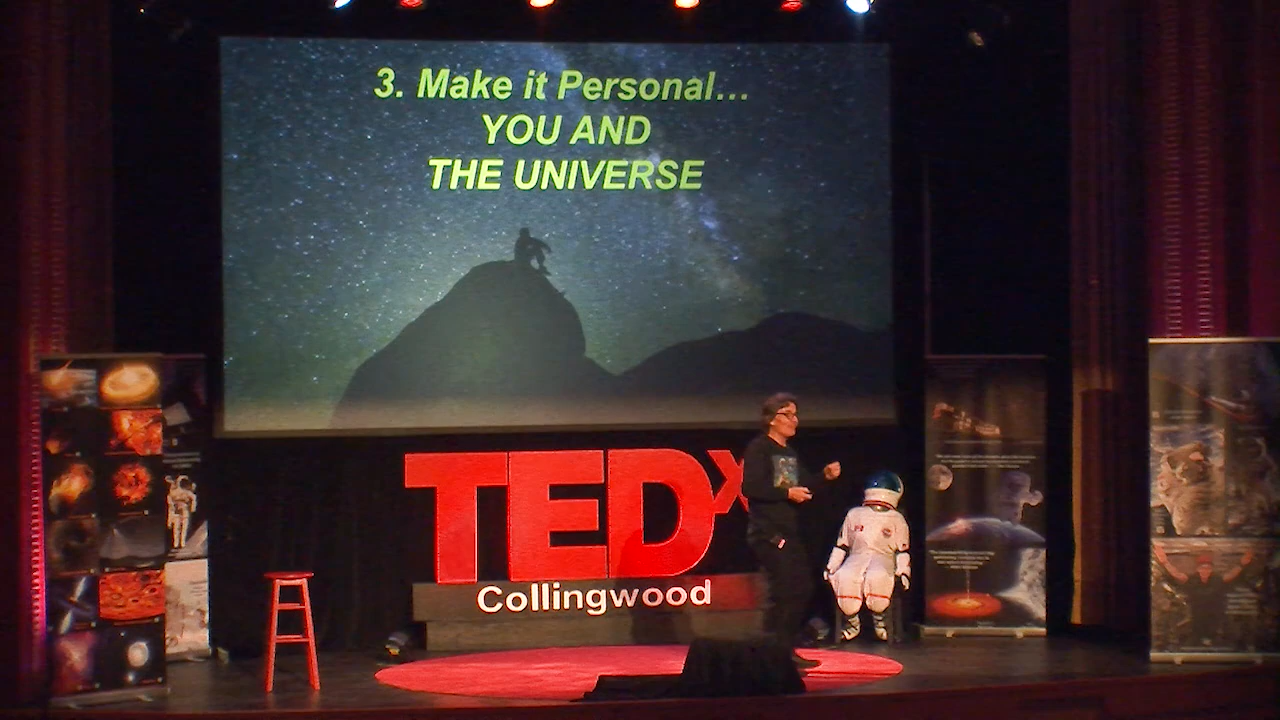 3. Make it Personal...
YOU AND
THE UNIVERSE
TEDx
Collingwood